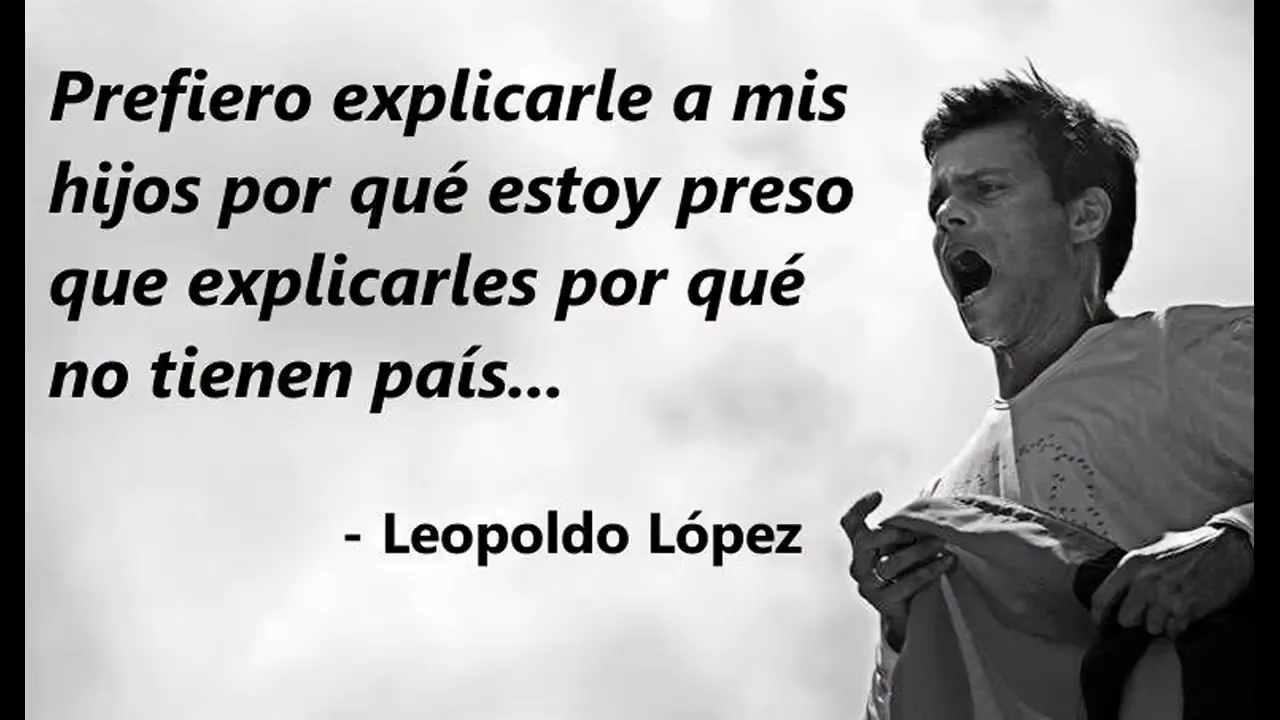 Prefiero explicarle a mis
hijos por qué estoy preso
que explicarles por qué
no tienen país...
- Leopoldo López